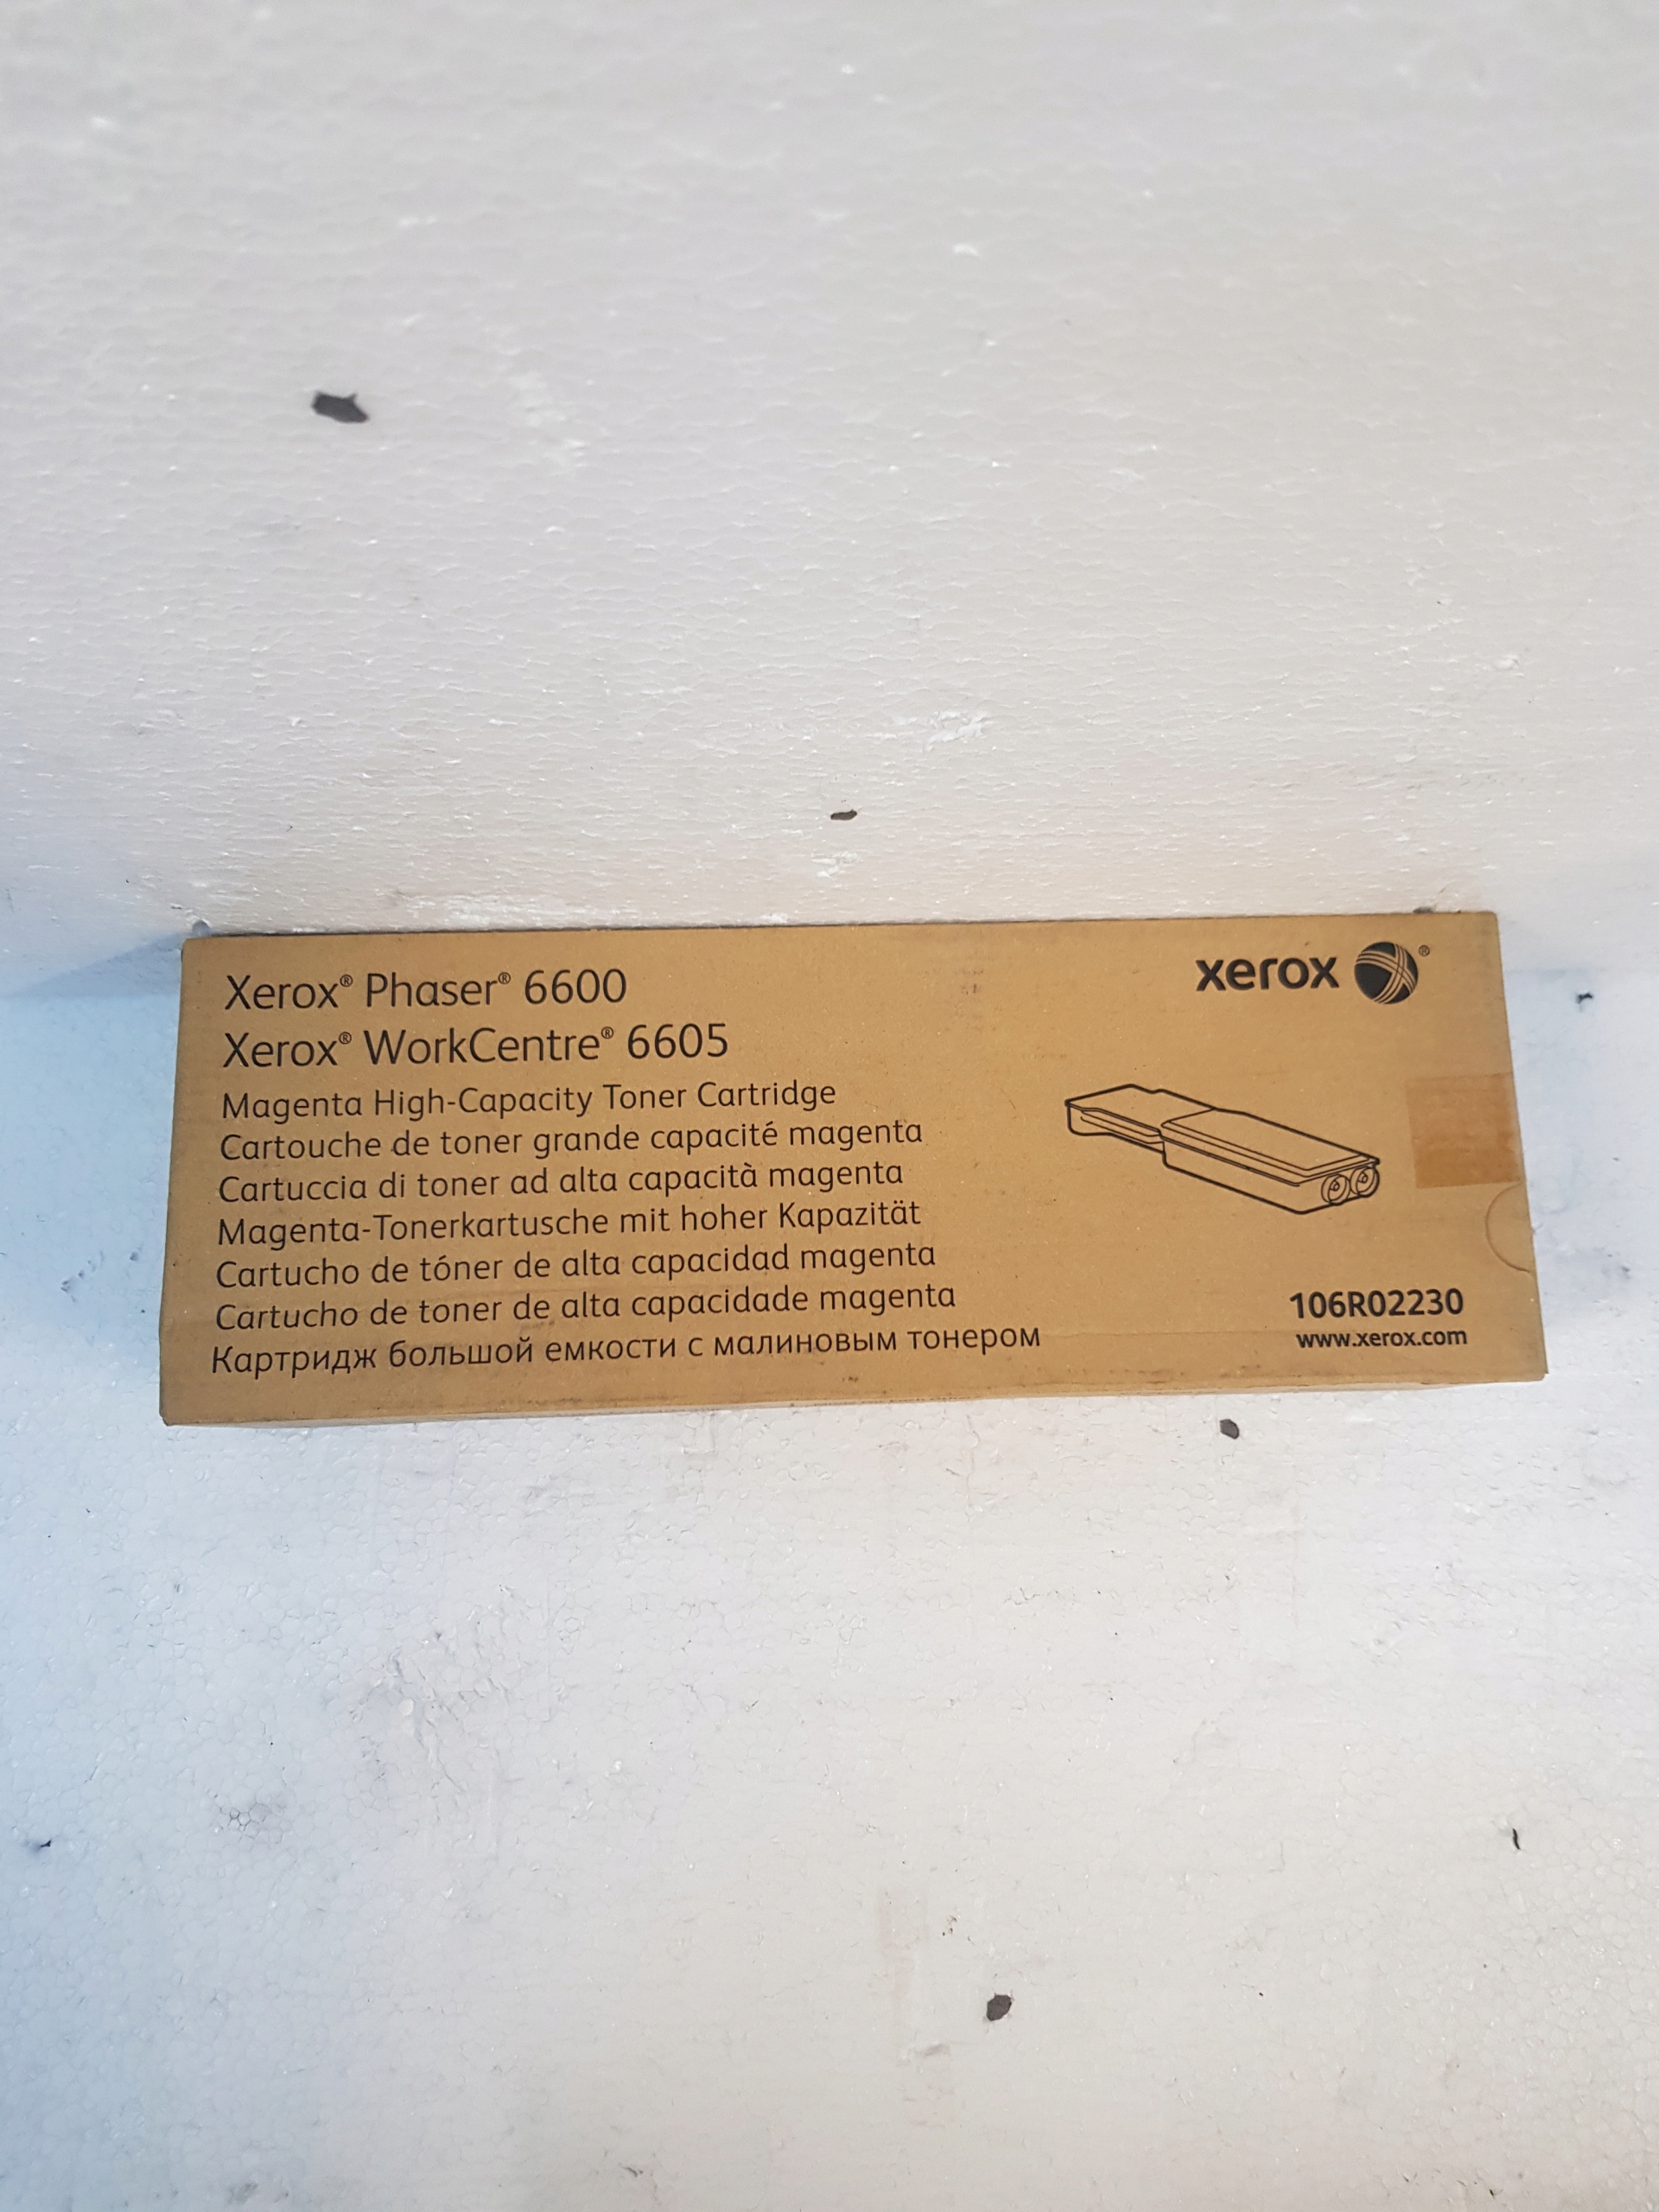 Xerox® Phaser® 6600
Xerox® WorkCentre® 6605
Magenta High-Capacity Toner Cartridge
Cartouche de toner grande capacité magenta
Cartuccia di toner ad alta capacità magenta
Magenta-Tonerkartusche mit hoher Kapazität
Cartucho de tóner de alta capacidad magenta
Cartucho de toner de alta capacidade magenta
Картридж большой емкости с малиновым тонером
xerox ®
106R02230
www.xerox.com